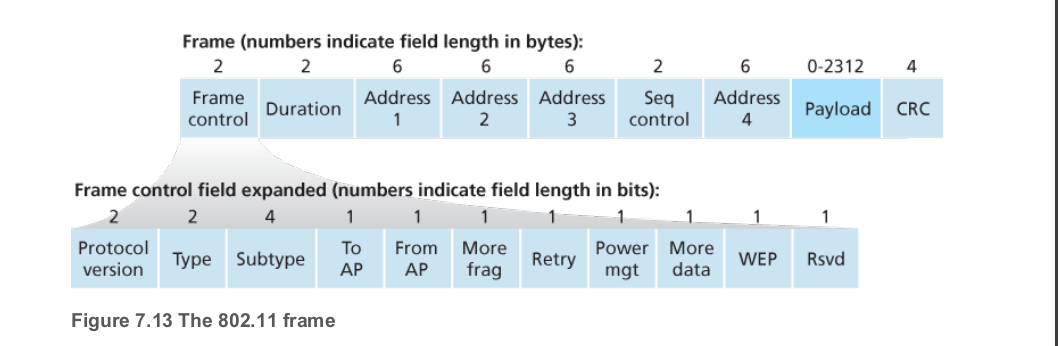 Frame (numbers indicate field length in bytes):
2 2 6 6 6 2 6 0-2312 4
Frame control Duration Address 1 Address 2 Address 3 Seq control Address 4 Payload CRC
Frame control field expanded (numbers indicate field length in bits):
2 2 4 1 1 1 1 1 1 1 1
Protocol version Type Subtype To AP From AP More frag Retry Power mgt More data WEP Rsvd
Figure 7.13 The 802.11 frame